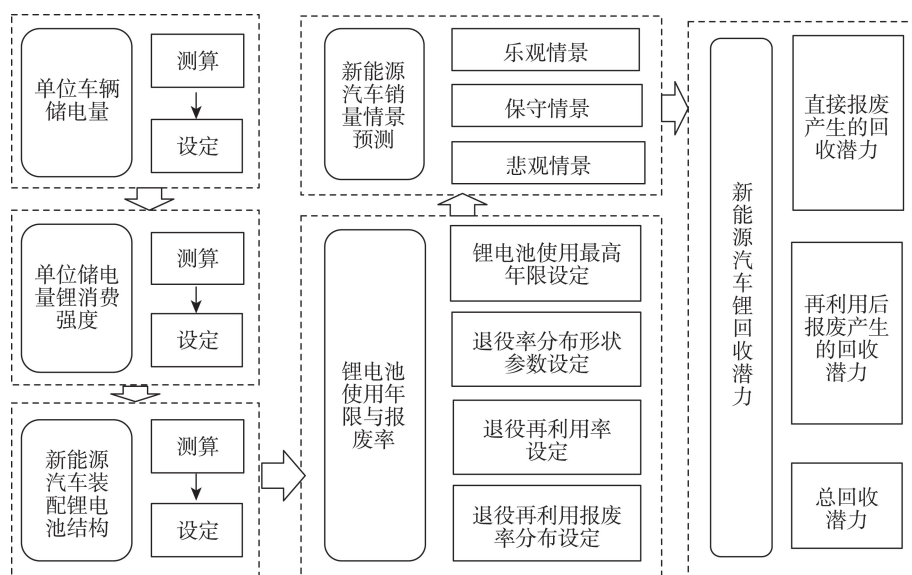 单位车辆
储电量
测算
设定
单位储电
量锂消费
强度
测算
设定
新能源
汽车装
配锂电
池结构
测算
设定
新能源
汽车销
量情景
预测
乐观情景
保守情景
悲观情景
锂电池
使用年
限与报
废率
锂电池使用最高
年限设定
退役率分布形状
参数设定
退役再利用率
设定
退役再利用报废
率分布设定
新能源汽车锂回收潜力
直接报废
产生的回
收潜力
再利用后
报废产生
的回收
潜力
总回收
潜力